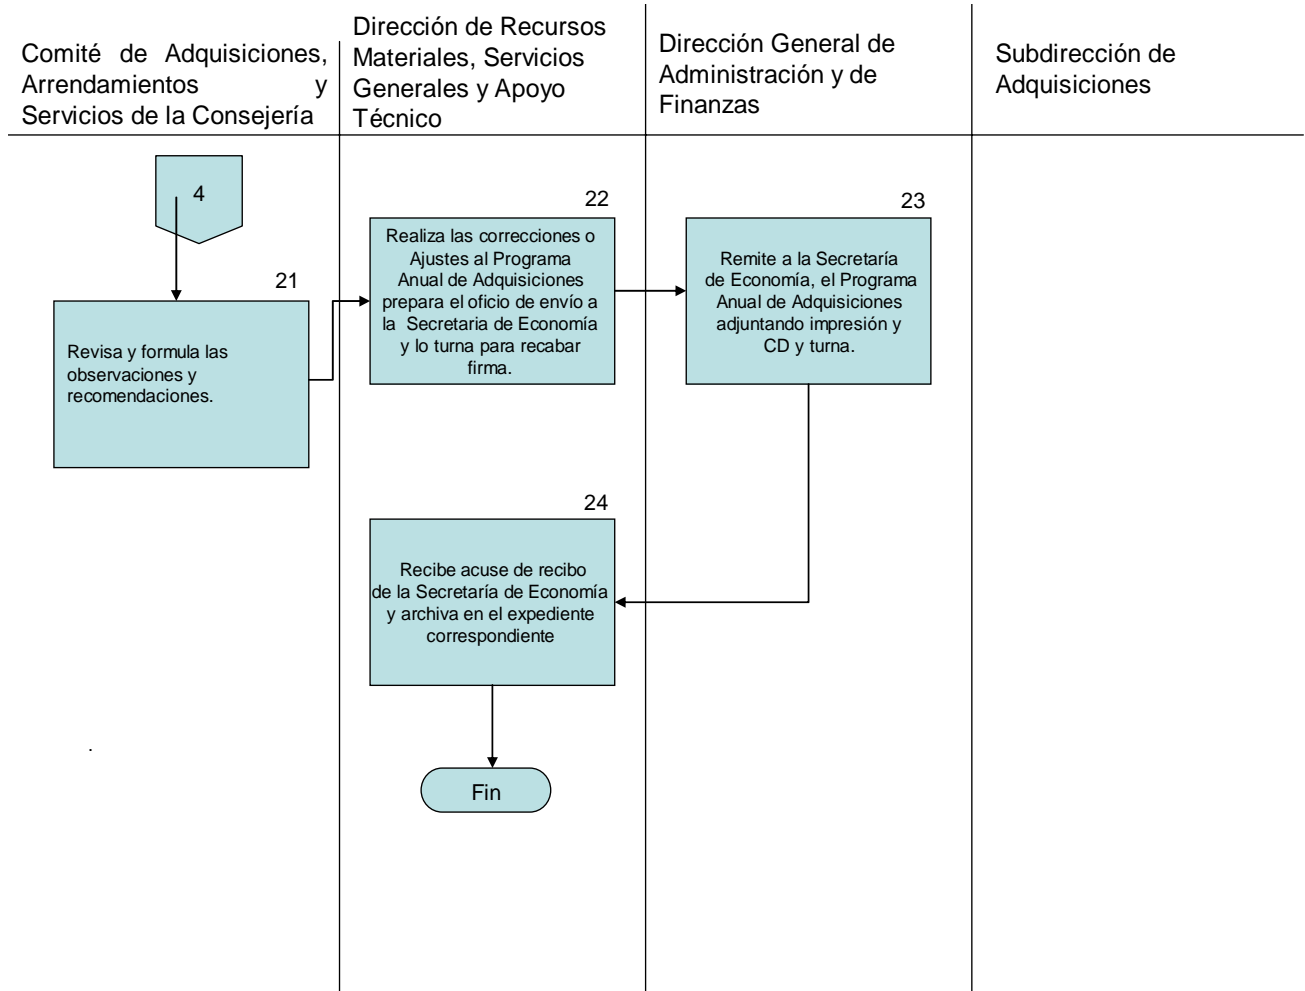 Comité de Adquisiciones,
Arrendamientos y
Servicios de la Consejería
Dirección de Recursos
Materiales, Servicios
Generales y Apoyo
Técnico
Dirección General de
Administración y de
Finanzas
Subdirección de
Adquisiciones
4
21
Revisa y formula las
observaciones y
recomendaciones.
22
Realiza las correcciones o
Ajustes al Programa
Anual de Adquisiciones
prepara el oficio de envío a
la Secretaria de Economía
y lo turna para recabar
firma.
23
Remite a la Secretaría
de Economía, el Programa
Anual de Adquisiciones
adjuntando impresión y
CD y turna.
24
Recibe acuse de recibo
de la Secretaría de Economía
y archiva en el expediente
correspondiente
.
Fin